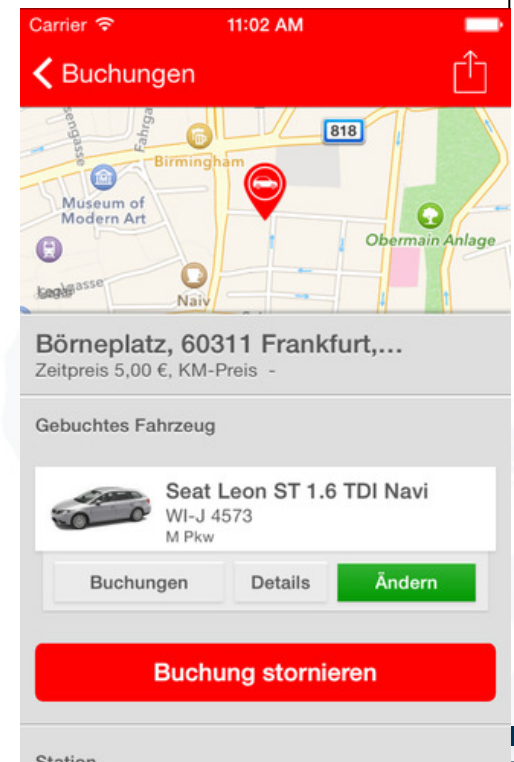 Carrier 11:02 AM
Buchungen
sengasse
Fahrga
818
Birmingham
Museum of
Modern Art
Obermain Anlage
Naiv
Börneplatz, 60311 Frankfurt,...
Zeitpreis 5,00 €, KM-Preis -
Gebuchtes Fahrzeug
Seat Leon ST 1.6 TDI Navi
WI-J 4573
M Pkw
Buchungen Details Ändern
Buchung stornieren
Station